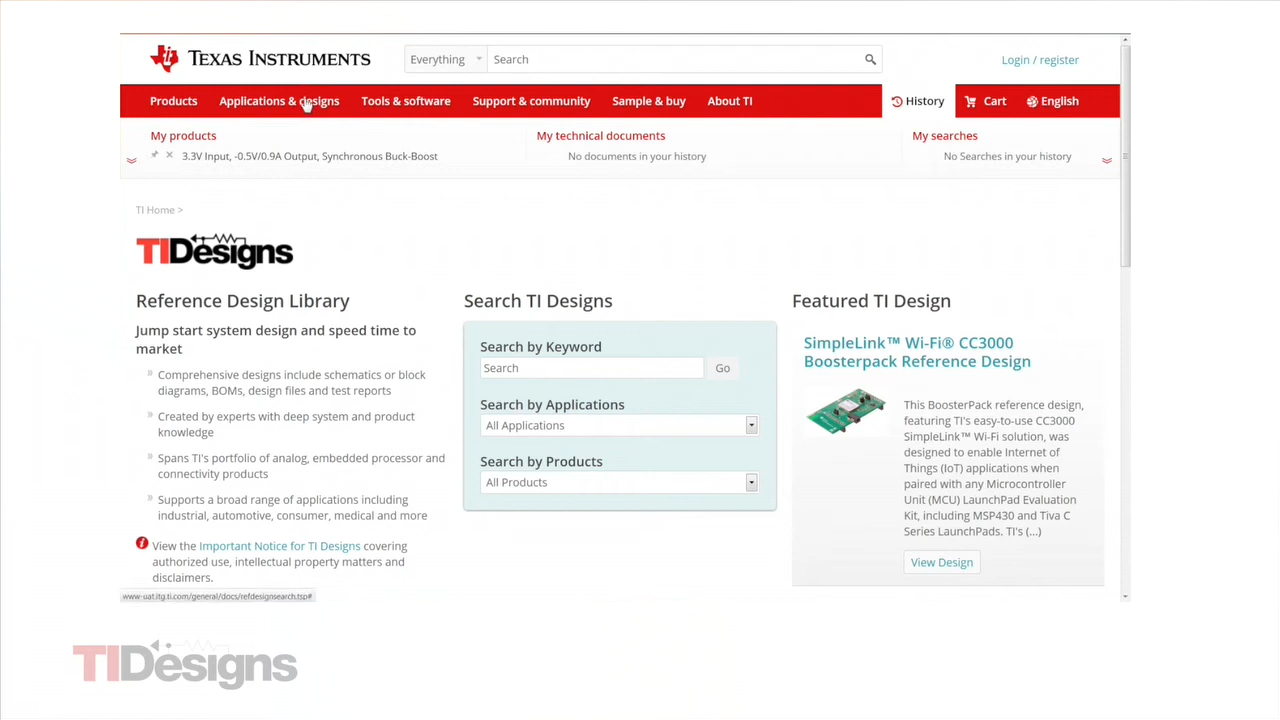 TEXAS INSTRUMENTS
Everything
Search
Login / register
Products
Applications & designs
Tools & software
Support & community
Sample & buy
About TI
History
Cart
English
My products
My technical documents
My searches
3.3V Input, -0.5V/0.9A Output, Synchronous Buck-Boost
No documents in your history
No Searches in your history
TI Home >
TIDesigns
Reference Design Library
Jump start system design and speed time to
market
Comprehensive designs include schematics or block
diagrams, BOMs, design files and test reports
Created by experts with deep system and product
knowledge
Spans TI's portfolio of analog, embedded processor and
connectivity products
Supports a broad range of applications including
industrial, automotive, consumer, medical and more
View the Important Notice for TI Designs covering
authorized use, intellectual property matters and
disclaimers.
Search TI Designs
Search by Keyword
Search
Go
Search by Applications
All Applications
Search by Products
All Products
Featured TI Design
SimpleLink™ Wi-Fi® CC3000
Boosterpack Reference Design
This BoosterPack reference design,
featuring TI's easy-to-use CC3000
SimpleLink™ Wi-Fi solution, was
designed to enable Internet of
Things (IoT) applications when
paired with any Microcontroller
Unit (MCU) LaunchPad Evaluation
Kit, including MSP430 and Tiva C
Series LaunchPads. TI's (...)
View Design
www-uat.itg.ti.com/general/docs/refdesignsearch.tsp#
TIDesigns